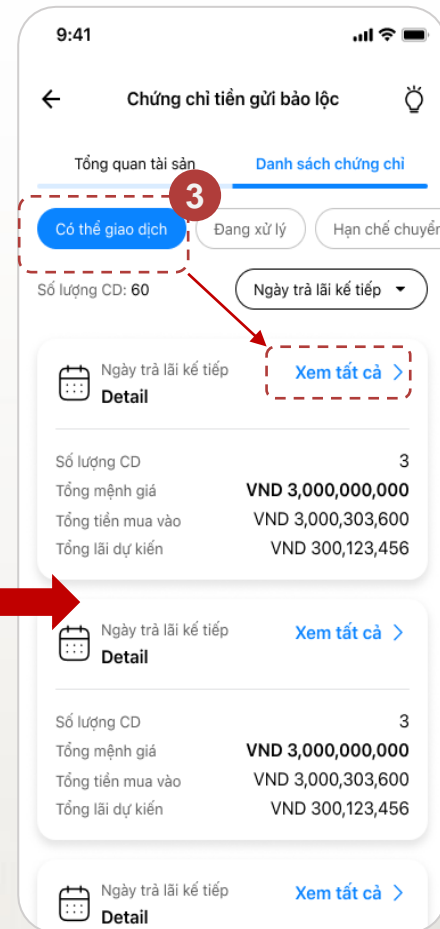 9:41
Chứng chỉ tiền gửi bảo lộc
Tổng quan tài sản
Danh sách chứng chỉ
3
Có thể giao dịch
Đang xử lý
Hạn chế chuyển
Số lượng CD: 60
Ngày trả lãi kế tiếp
Ngày trả lãi kế tiếp
Xem tất cả
Detail
Số lượng CD 3
Tổng mệnh giá VND 3,000,000,000
Tổng tiền mua vào VND 3,000,303,600
Tổng lãi dự kiến VND 300,123,456
Ngày trả lãi kế tiếp
Xem tất cả
Detail
Số lượng CD 3
Tổng mệnh giá VND 3,000,000,000
Tổng tiền mua vào VND 3,000,303,600
Tổng lãi dự kiến VND 300,123,456
Ngày trả lãi kế tiếp
Xem tất cả
Detail